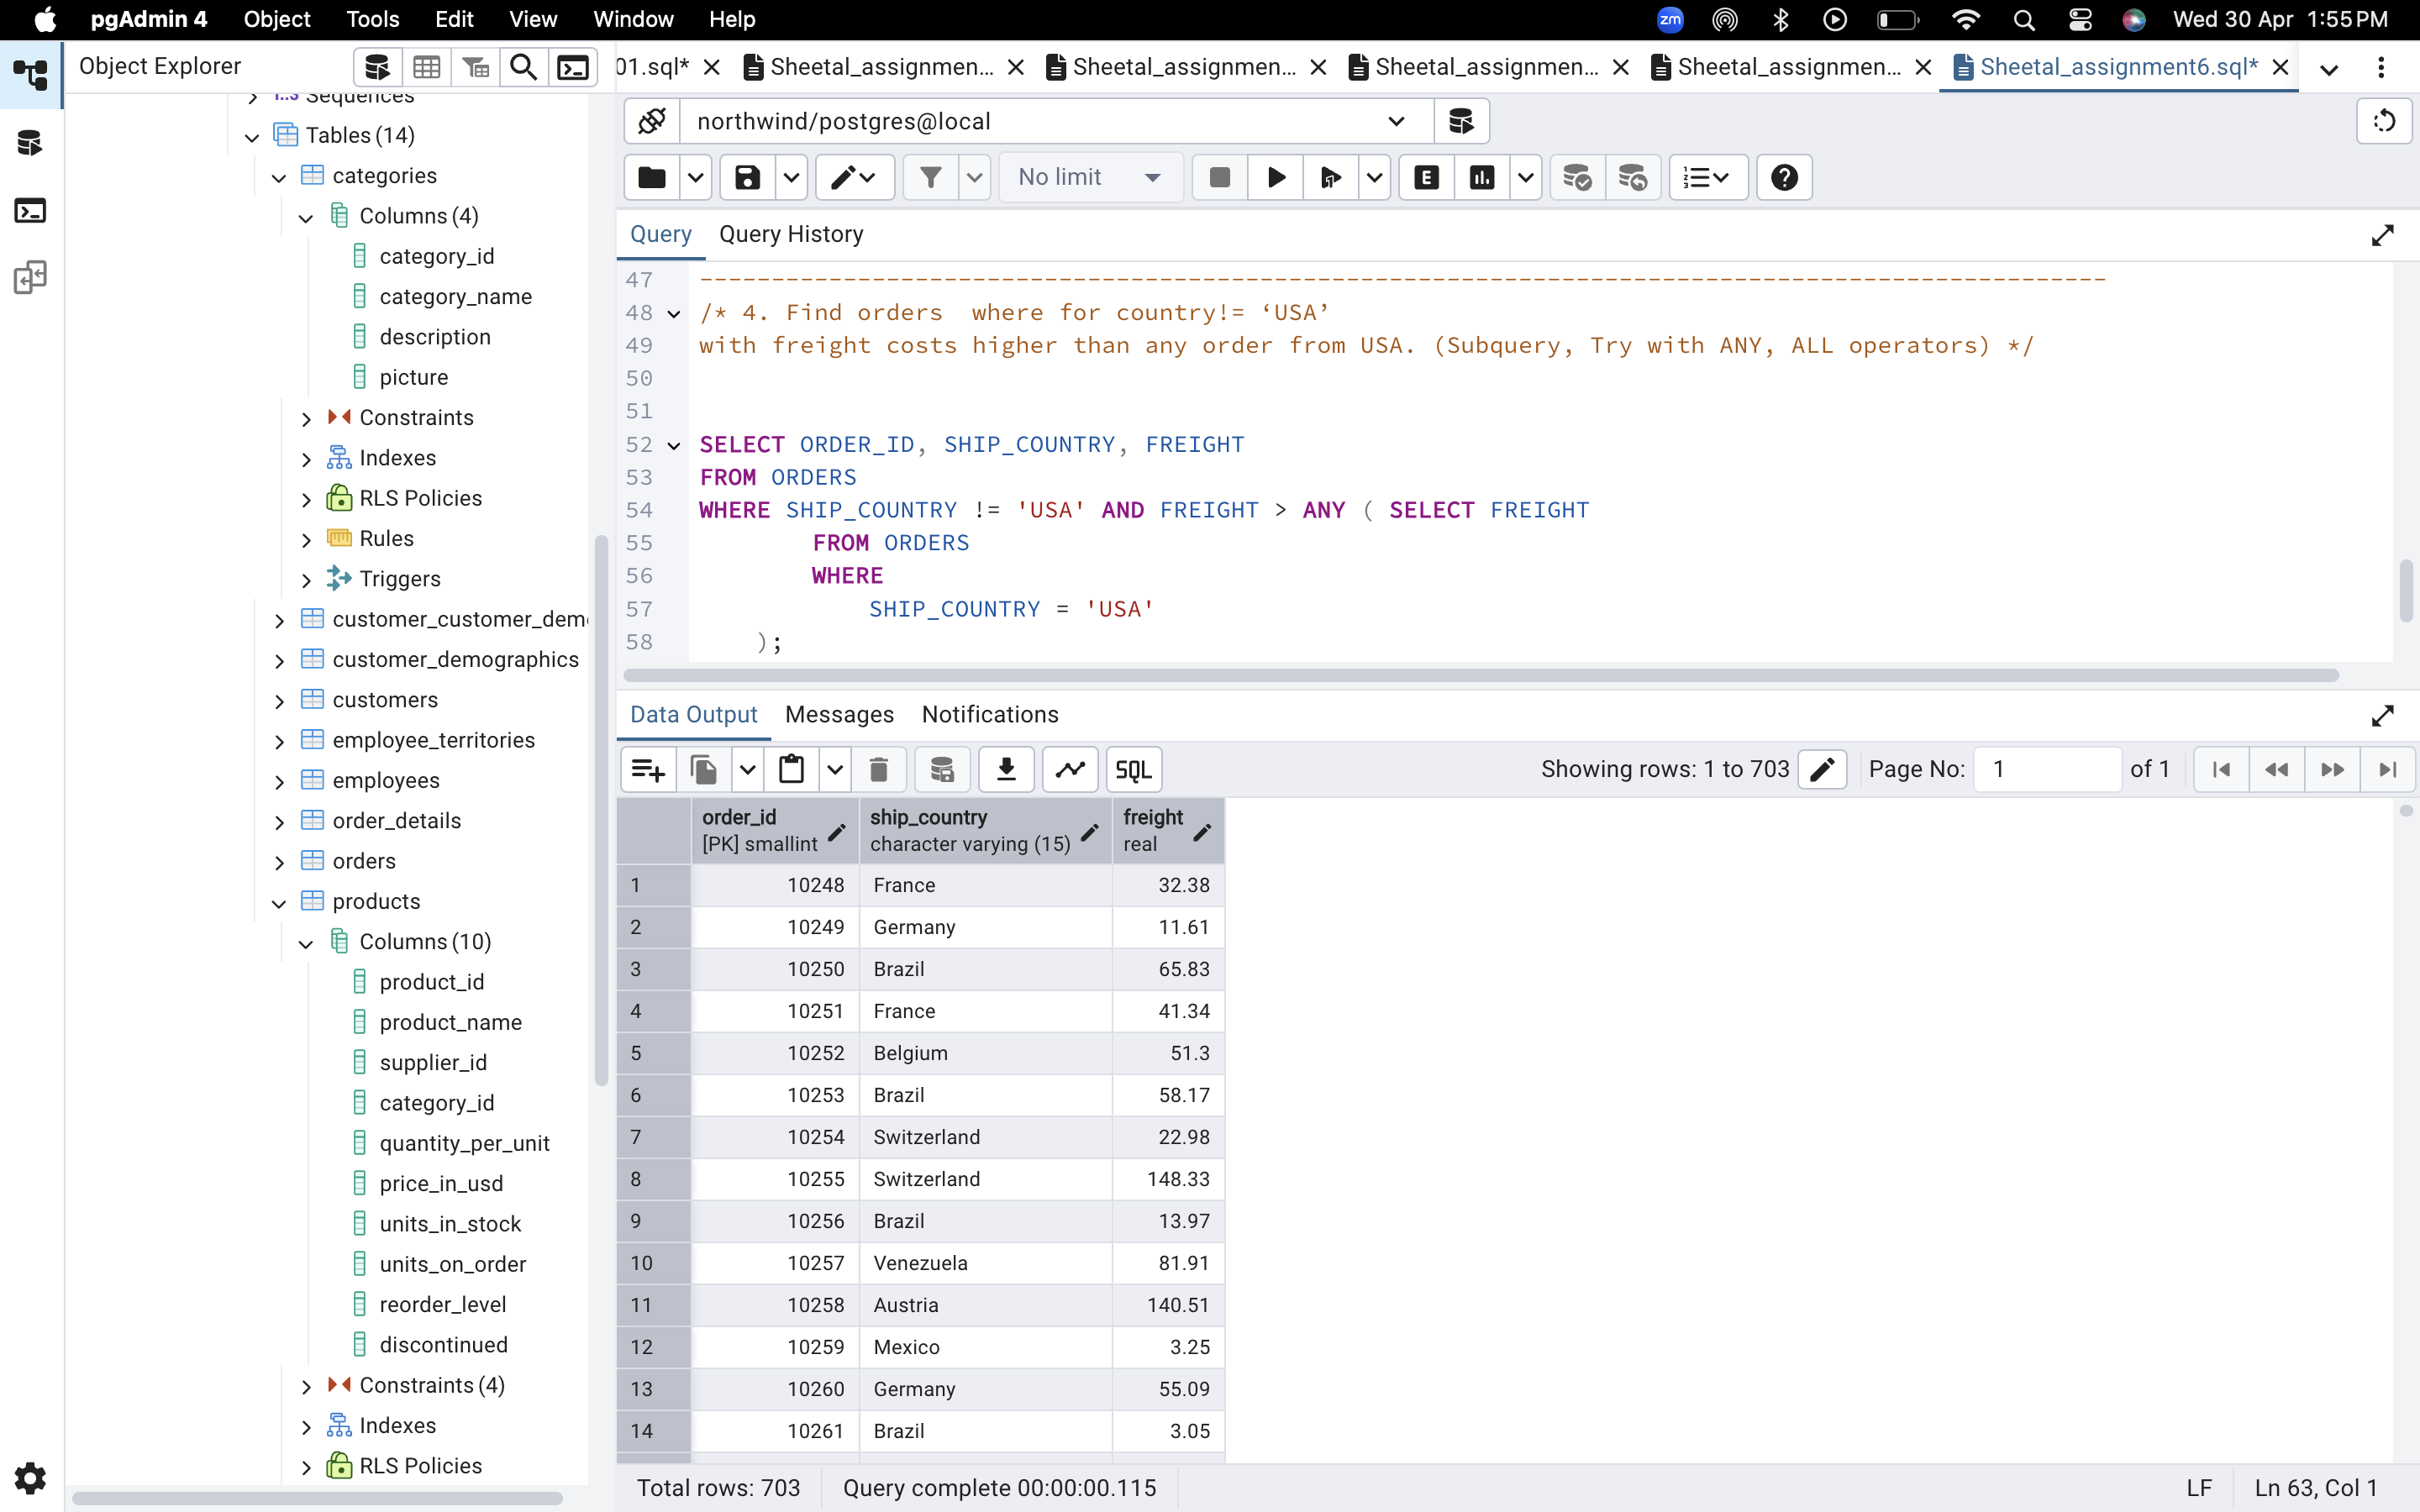 pgAdmin 4 Object Tools Edit View Window Help zm Wed 30 Apr 1:55 PM
Object Explorer
01.sql* Sheetal_assignmen... Sheetal_assignmen... Sheetal_assignmen... Sheetal_assignmen... Sheetal_assignment6.sql*
1..3 Sequences
Tables (14)
categories
Columns (4)
category_id
category_name
description
picture
Constraints
Indexes
RLS Policies
Rules
Triggers
customer_customer_dem
customer_demographics
customers
employee_territories
employees
order_details
orders
products
Columns (10)
product_id
product_name
supplier_id
category_id
quantity_per_unit
price_in_usd
units_in_stock
units_on_order
reorder_level
discontinued
Constraints (4)
Indexes
RLS Policies
northwind/postgres@local
No limit E
Query Query History
47 --------------------------------------------------------------------------------------------------
48 /* 4. Find orders  where for country!= ‘USA’
49 with freight costs higher than any order from USA. (Subquery, Try with ANY, ALL operators) */
50
51
52 SELECT ORDER_ID, SHIP_COUNTRY, FREIGHT
53 FROM ORDERS
54 WHERE SHIP_COUNTRY != 'USA' AND FREIGHT > ANY ( SELECT FREIGHT
55 FROM ORDERS
56 WHERE
57 SHIP_COUNTRY = 'USA'
58 );
Data Output Messages Notifications
SQL Showing rows: 1 to 703 Page No: 1 of 1
order_id ship_country freight
[PK] smallint character varying (15) real
1 10248 France 32.38
2 10249 Germany 11.61
3 10250 Brazil 65.83
4 10251 France 41.34
5 10252 Belgium 51.3
6 10253 Brazil 58.17
7 10254 Switzerland 22.98
8 10255 Switzerland 148.33
9 10256 Brazil 13.97
10 10257 Venezuela 81.91
11 10258 Austria 140.51
12 10259 Mexico 3.25
13 10260 Germany 55.09
14 10261 Brazil 3.05
Total rows: 703 Query complete 00:00:00.115 LF Ln 63, Col 1